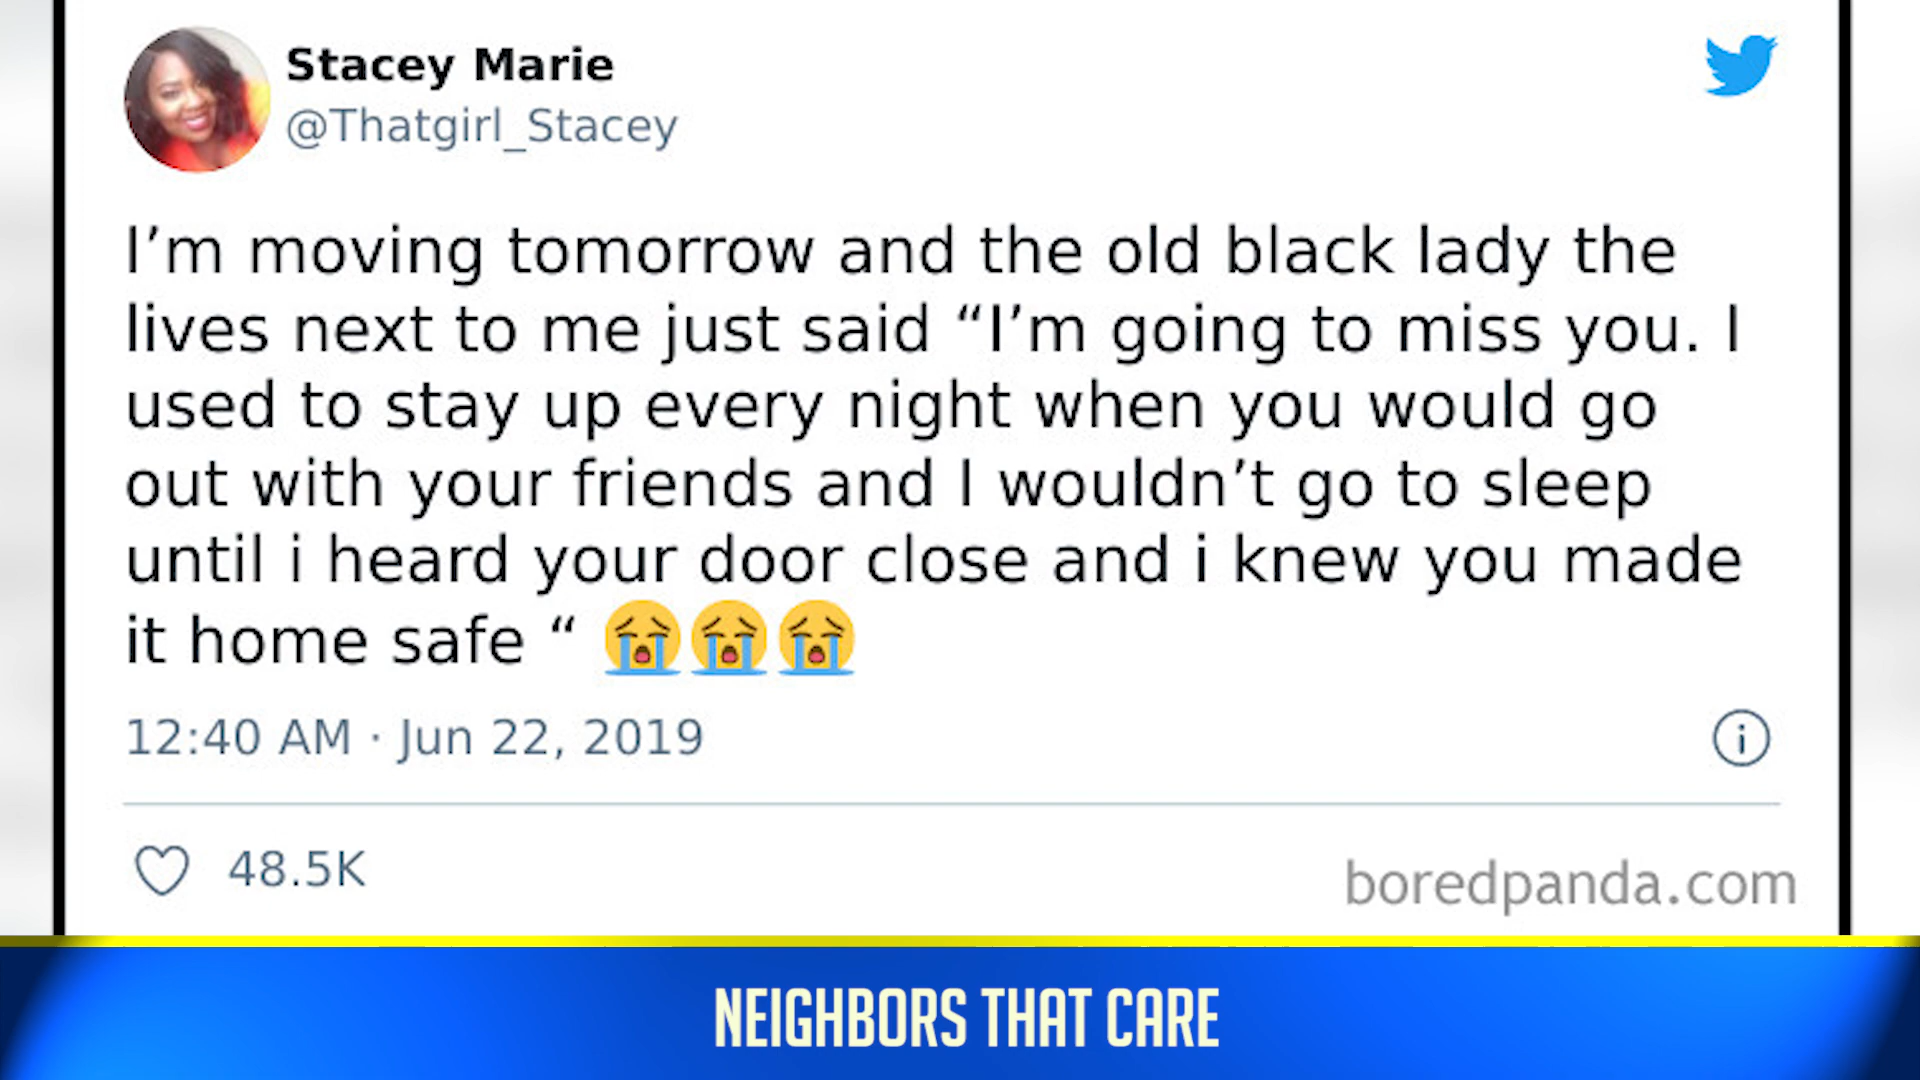 Stacey Marie
@Thatgirl_Stacey
I’m moving tomorrow and the old black lady the
lives next to me just said “I’m going to miss you. I
used to stay up every night when you would go
out with your friends and I wouldn’t go to sleep
until i heard your door close and i knew you made
it home safe “ 😭😭😭
12:40 AM · Jun 22, 2019
48.5K
boredpanda.com
NEIGHBORS THAT CARE